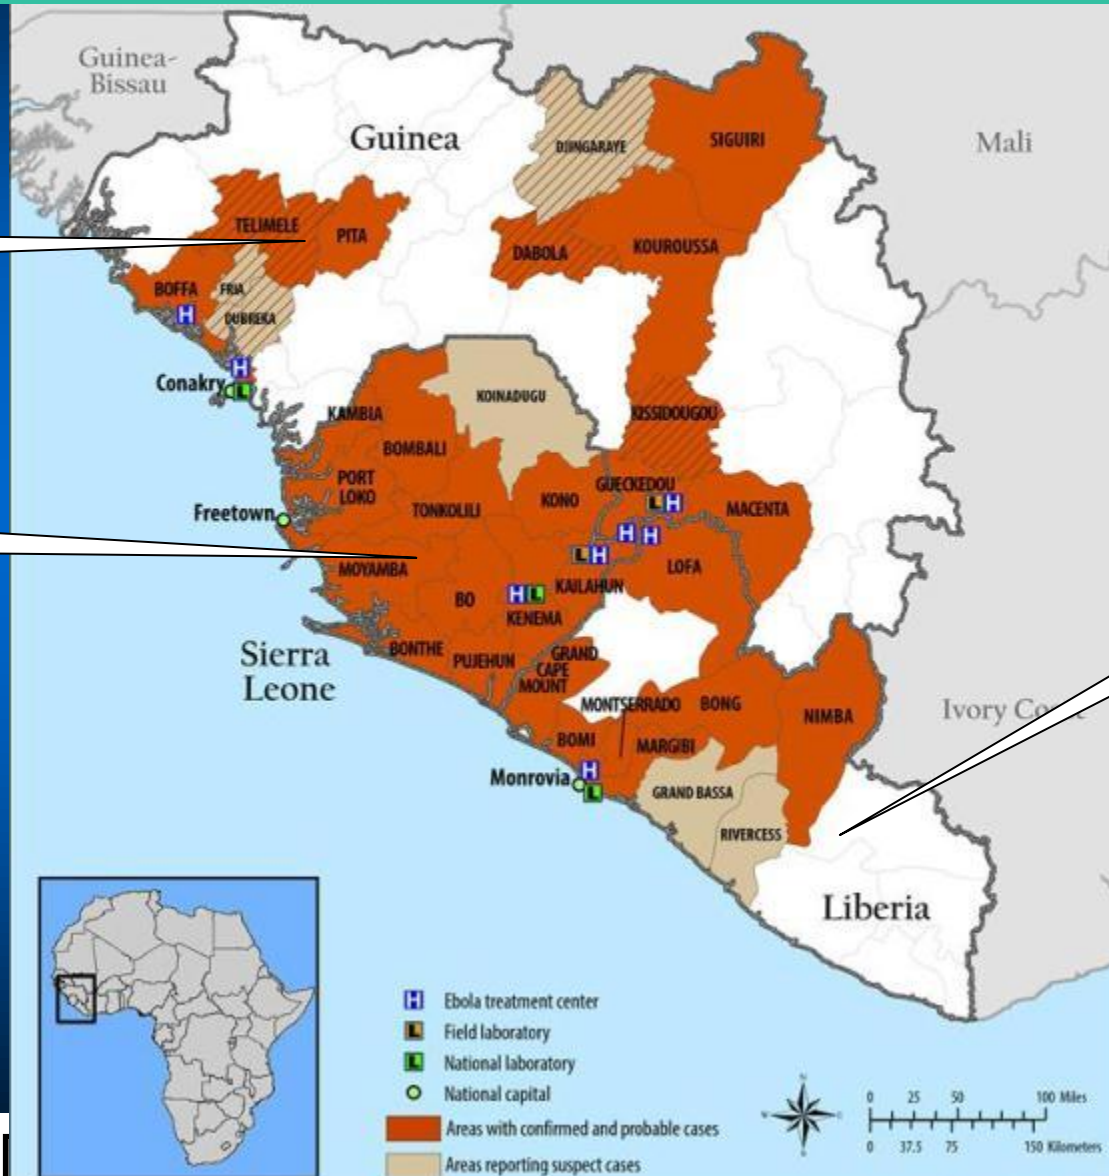 Guinea-
Bissau
Guinea
Mali
DJINGARAYE
SIGUIRI
TELIMELE
PITA
DABOLA
KOUROUSSA
BOFFA
FRIA
DUBREKA
H
H
Conakry
L
KOINADUGU
KAMBIA
KISSIDOUGOU
BOMBALI
PORT
LOKO
GUECKEDOU
KONO
L H
MACENTA
TONKOLILI
Freetown
H H
L H
LOFA
MOYAMBA
KAILAHUN
BO
H L
KENEMA
BONTHE
GRAND
CAPE
MOUNT
PUJEHUN
Sierra
Leone
MONTSERRADO
BONG
NIMBA
Ivory
BOMI
MARGIBI
Monrovia
H
L
GRAND BASSA
RIVERCESS
Liberia
H Ebola treatment center
L Field laboratory
L National laboratory
National capital
Areas with confirmed and probable cases
Areas reporting suspect cases
N
0 25 50 100 Miles
0 37.5 75 150 Kilometers